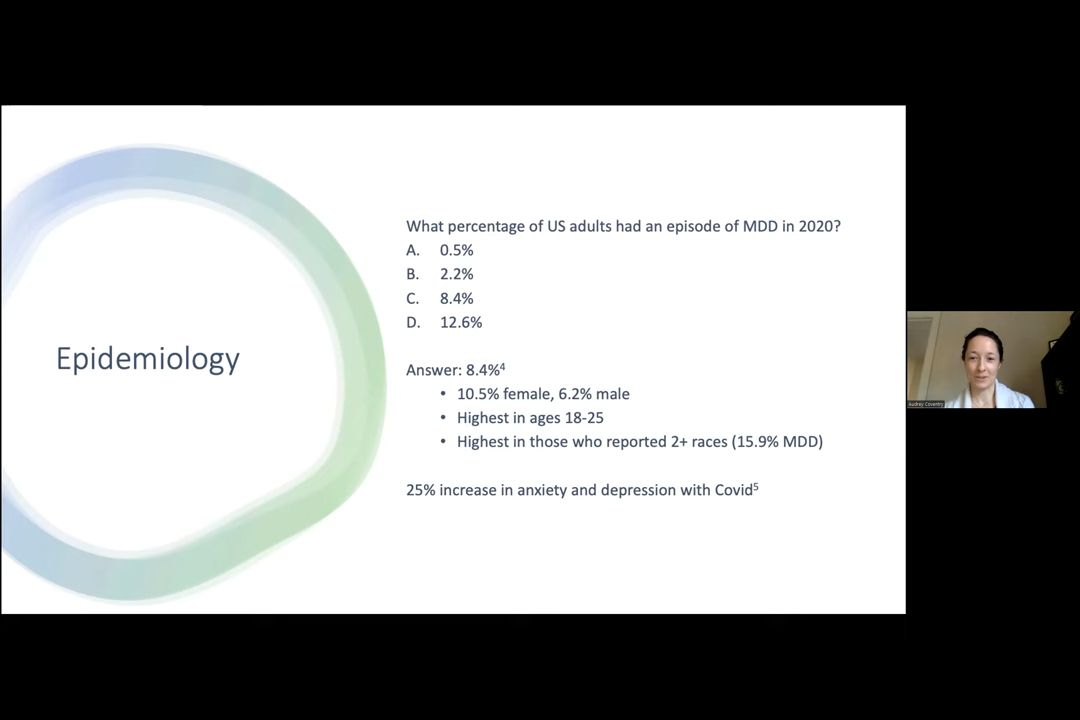 Epidemiology
What percentage of US adults had an episode of MDD in 2020?
A. 0.5%
B. 2.2%
C. 8.4%
D. 12.6%
Answer: 8.4%⁴
• 10.5% female, 6.2% male
• Highest in ages 18-25
• Highest in those who reported 2+ races (15.9% MDD)
25% increase in anxiety and depression with Covid⁵
Audrey Coventry